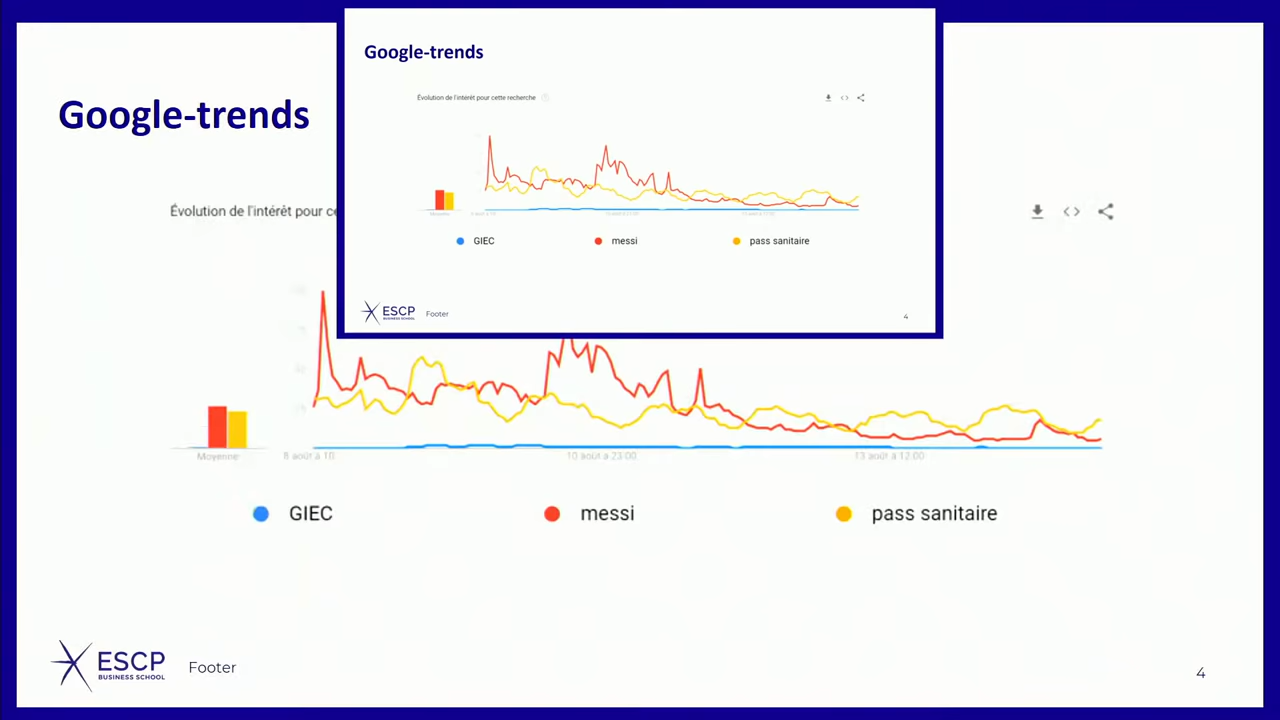 Google-trends
Évolution de l'intérêt pour cette recherche
GIEC
messi
pass sanitaire
ESCP
BUSINESS SCHOOL
Footer
4
Google-trends
Évolution de l'intérêt pour ce
Moyenne
8 août à 10
10 août à 23:00
13 août à 12:00
GIEC
messi
pass sanitaire
ESCP
BUSINESS SCHOOL
Footer
4